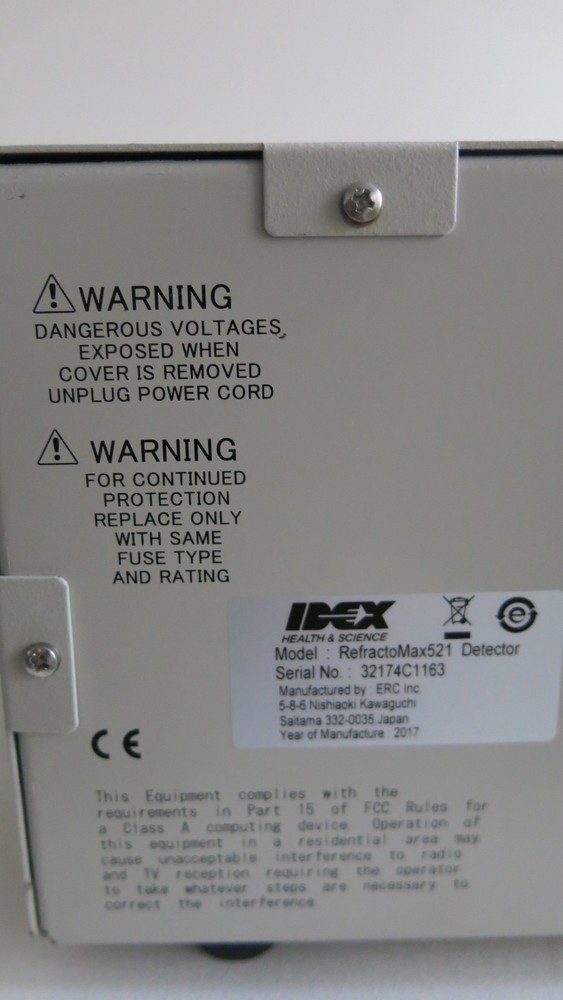 WARNING
DANGEROUS VOLTAGES
EXPOSED WHEN
COVER IS REMOVED
UNPLUG POWER CORD
WARNING
FOR CONTINUED
PROTECTION
REPLACE ONLY
WITH SAME
FUSE TYPE
AND RATING
IDEX
HEALTH & SCIENCE
Model : RefractoMax521 Detector
Serial No. : 32174C1163
Manufactured by : ERC Inc.
5-8-6 Nishiaoki Kawaguchi
Saitama 332-0035, Japan
Year of Manufacture : 2017
CE
This Equipment complies with the
requirements in Part 15 of FCC Rules for
a Class A computing device. Operation of
this equipment in a residential area may
cause unacceptable interference to radio
and TV reception requiring the operator
to take whatever steps are necessary to
correct the interference.